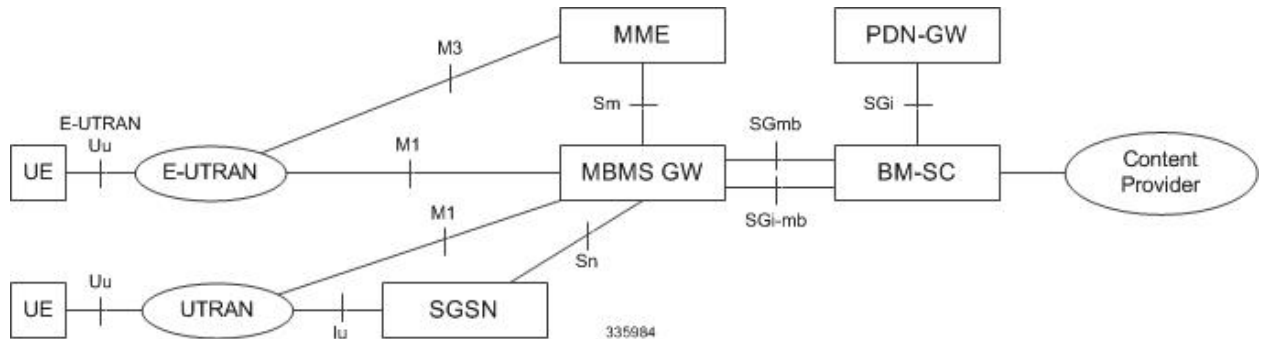 MME
PDN-GW
M3
Sm
SGi
E-UTRAN
Uu
SGmb
M1
UE
E-UTRAN
MBMS GW
BM-SC
Content
Provider
M1
SGi-mb
Sn
Uu
UE
UTRAN
SGSN
Iu
335984